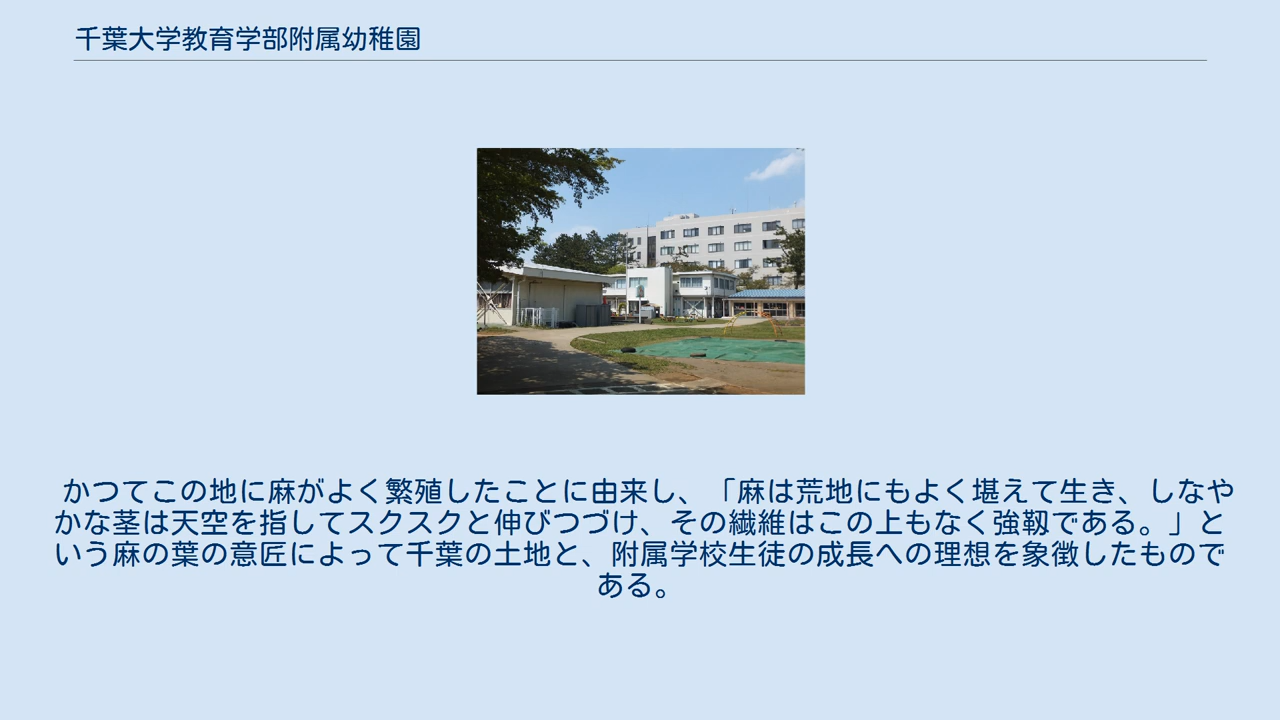 千葉大学教育学部附属幼稚園
かつてこの地に麻がよく繁殖したことに由来し、「麻は荒地にもよく堪えて生き、しなや
かな茎は天空を指してスクスクと伸びつづけ、その繊維はこの上もなく強靱である。」と
いう麻の葉の意匠によって千葉の土地と、附属学校生徒の成長への理想を象徴したもので
ある。